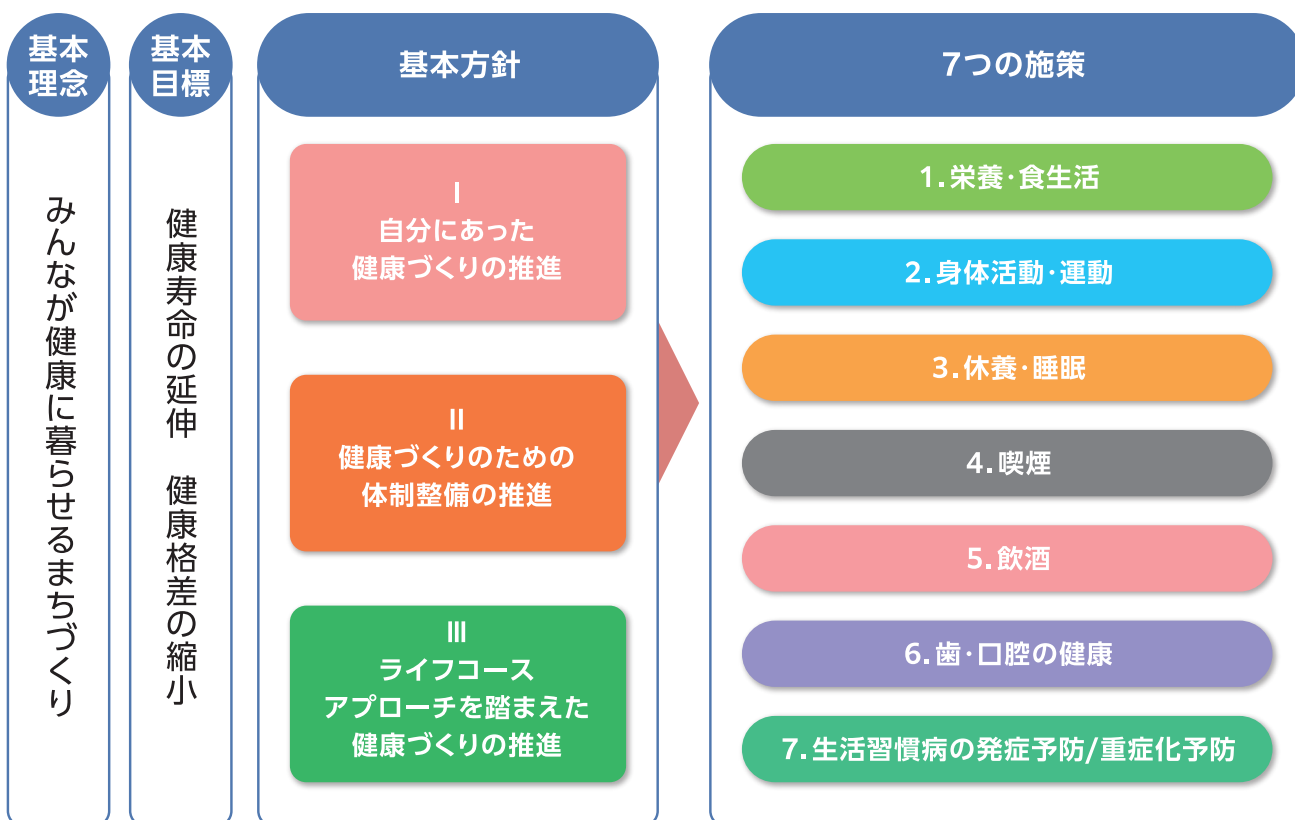 基本
理念
みんなが健康に暮らせるまちづくり
基本
目標
健康寿命の延伸　健康格差の縮小
基本方針
Ⅰ
自分にあった
健康づくりの推進
Ⅱ
健康づくりのための
体制整備の推進
Ⅲ
ライフコース
アプローチを踏まえた
健康づくりの推進
7つの施策
1.栄養・食生活
2.身体活動・運動
3.休養・睡眠
4.喫煙
5.飲酒
6.歯・口腔の健康
7.生活習慣病の発症予防/重症化予防